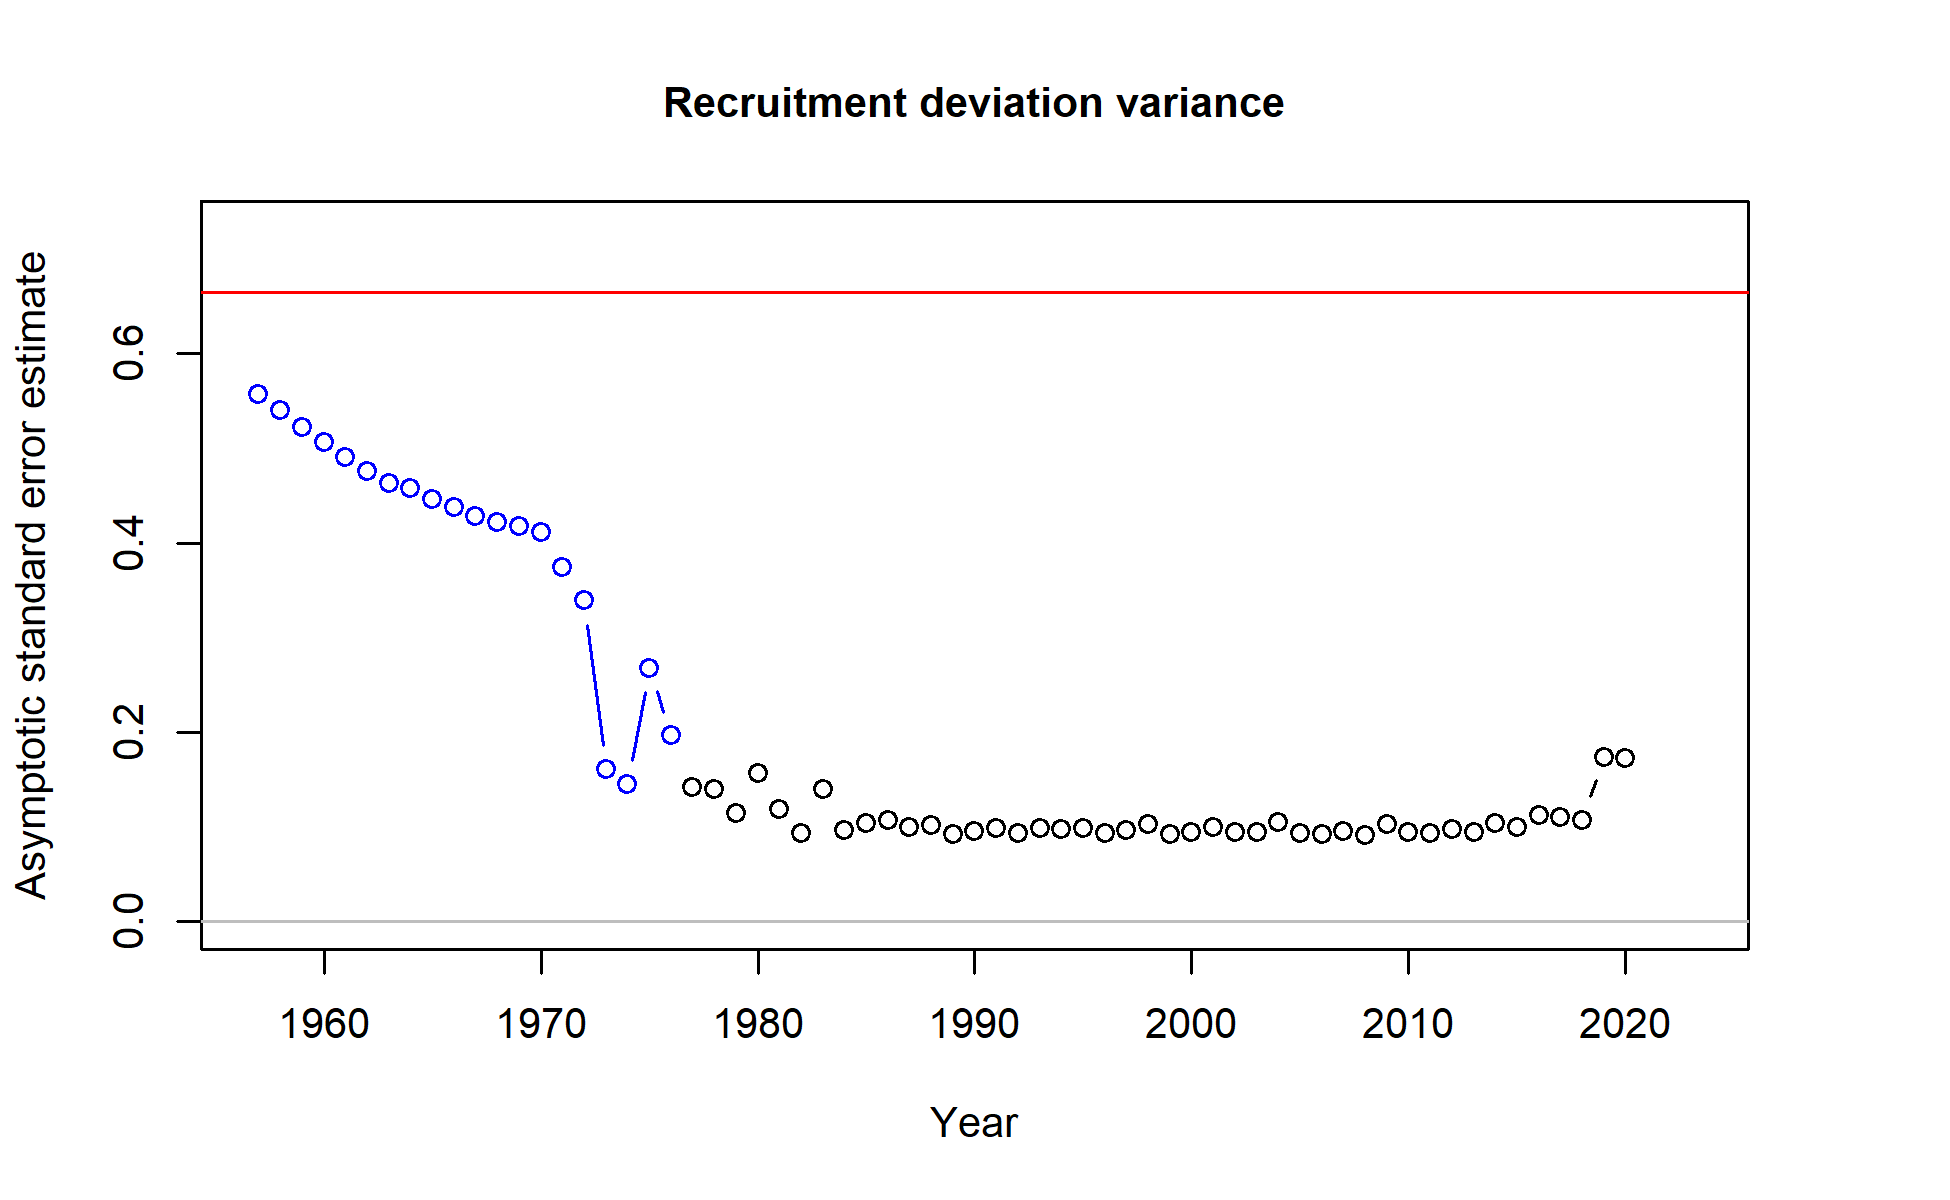 Recruitment deviation variance
Asymptotic standard error estimate
0.6
0.4
0.2
0.0
1960 1970 1980 1990 2000 2010 2020
Year